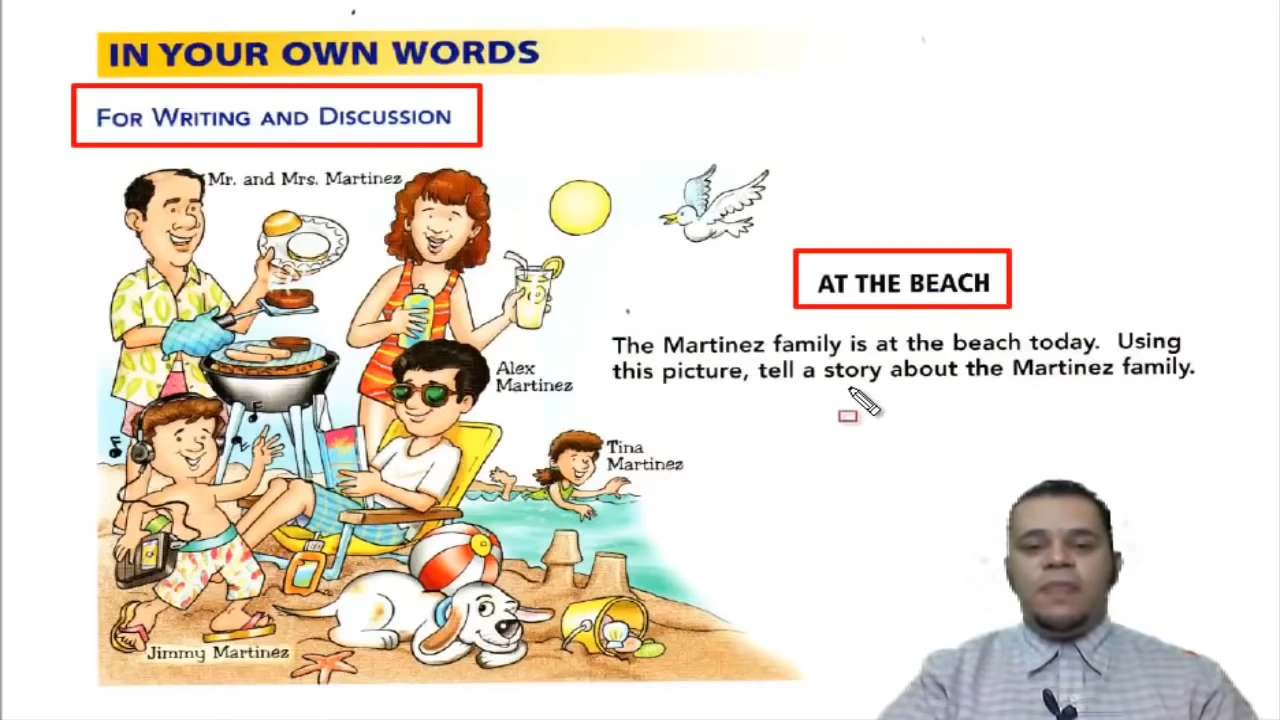 IN YOUR OWN WORDS
FOR WRITING AND DISCUSSION
Mr. and Mrs. Martinez
AT THE BEACH
The Martinez family is at the beach today. Using
this picture, tell a story about the Martinez family.
Alex
Martinez
Tina
Martinez
Jimmy Martinez